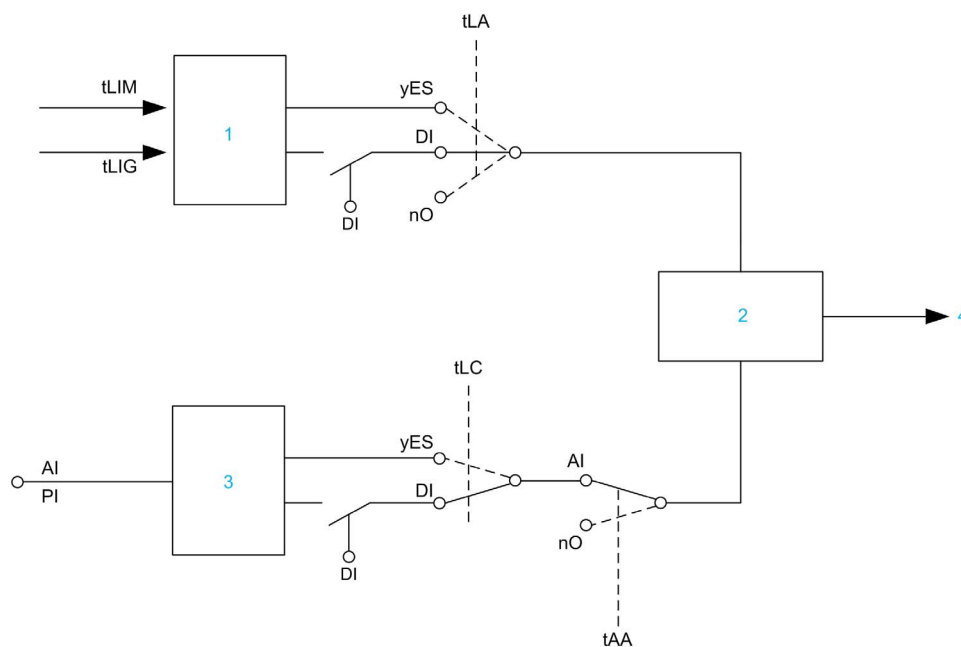 tLA
tLIM
yES
1
DI
tLIG
DI
nO
2
4
tLC
yES
AI
AI
3
DI
PI
nO
DI
tAA